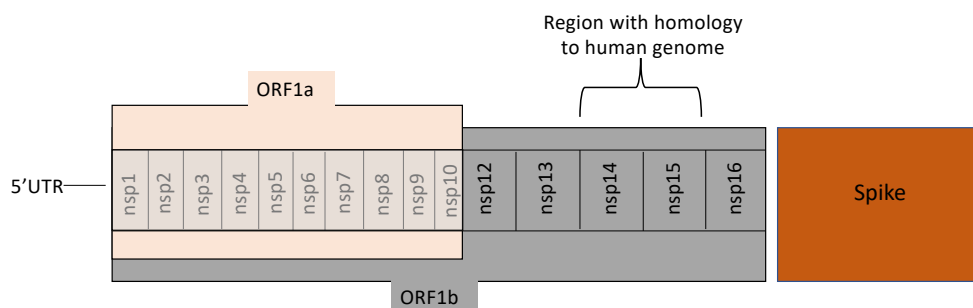 Region with homology
to human genome
ORF1a
5’UTR
nsp1
nsp2
nsp3
nsp4
nsp5
nsp6
nsp7
nsp8
nsp9
nsp10
nsp12
nsp13
nsp14
nsp15
nsp16
Spike
ORF1b